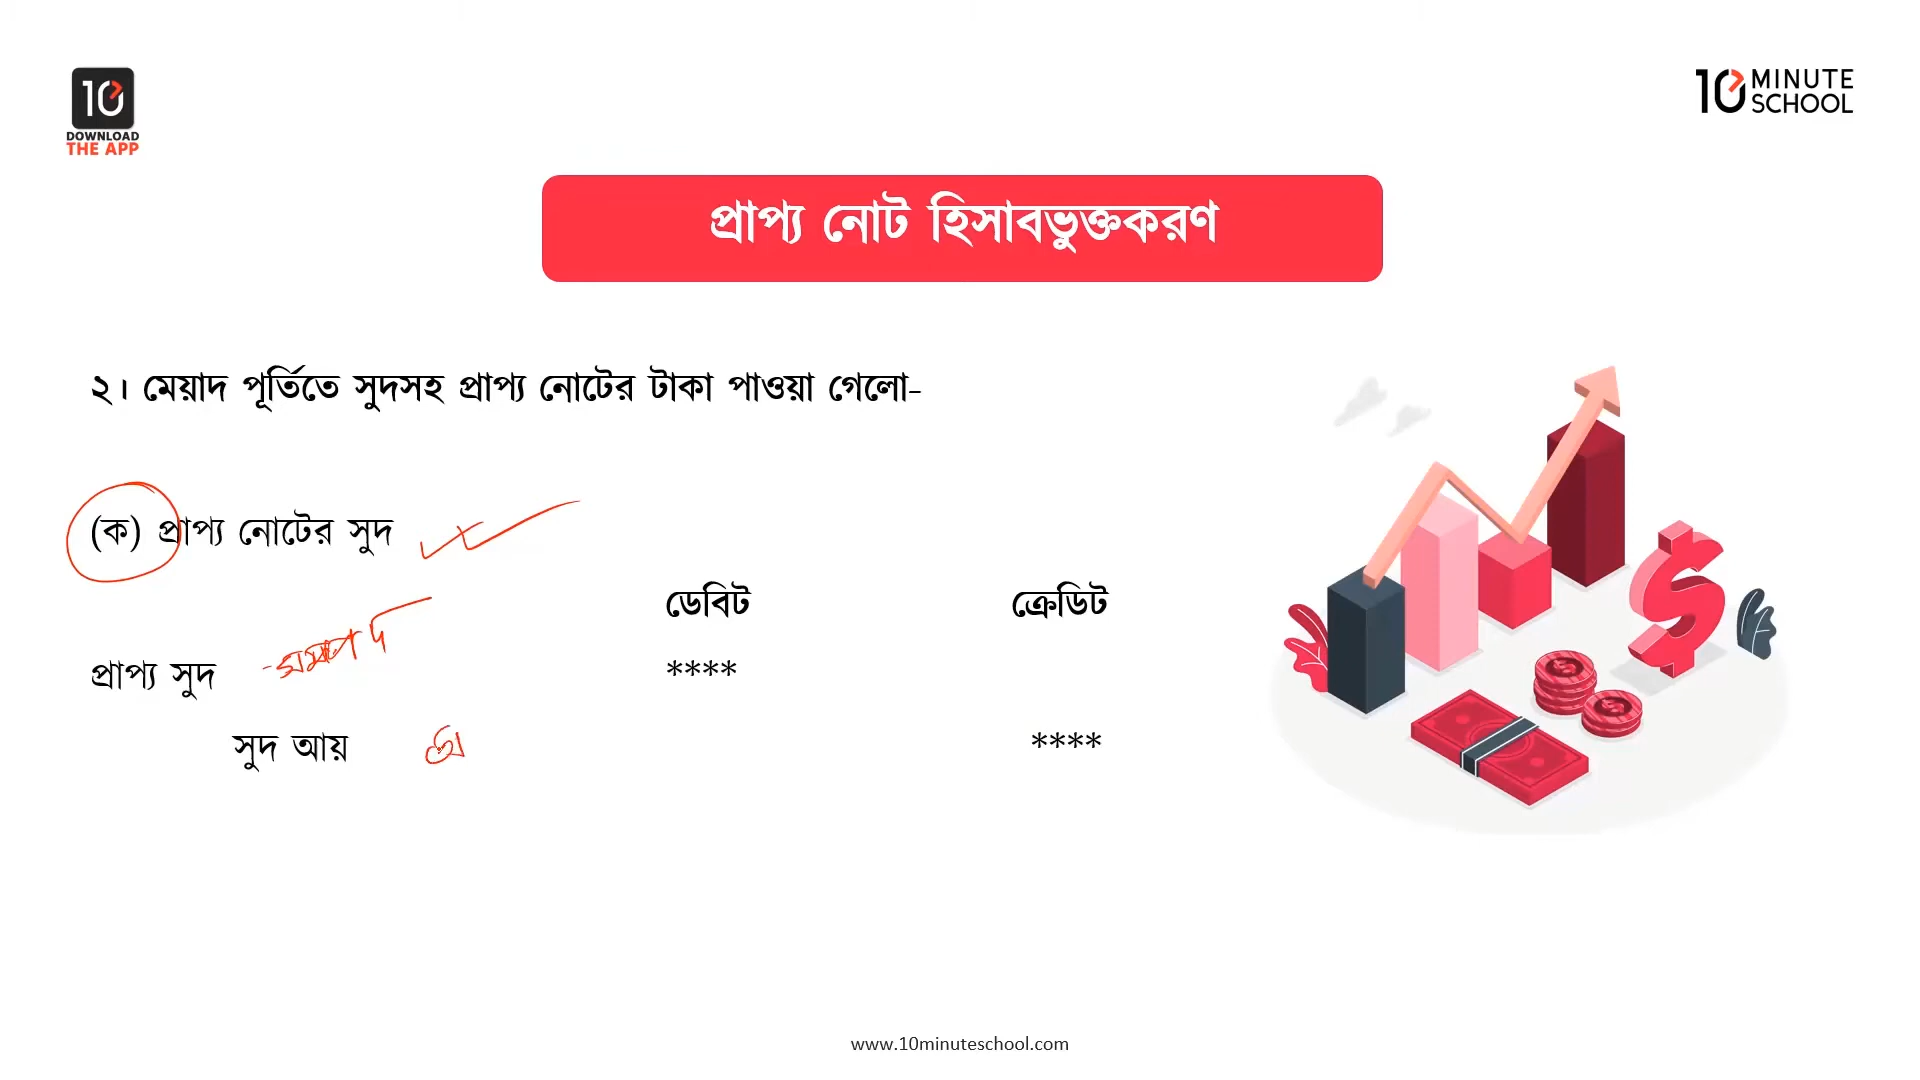 10
DOWNLOAD
THE APP
10 MINUTE
SCHOOL
প্রাপ্য নোট হিসাবভুক্তকরণ
২। মেয়াদ পূর্তিতে সুদসহ প্রাপ্য নোটের টাকা পাওয়া গেলো-
(ক) প্রাপ্য নোটের সুদ
ডেবিট ক্রেডিট
প্রাপ্য সুদ ****
সুদ আয় ****
www.10minuteschool.com